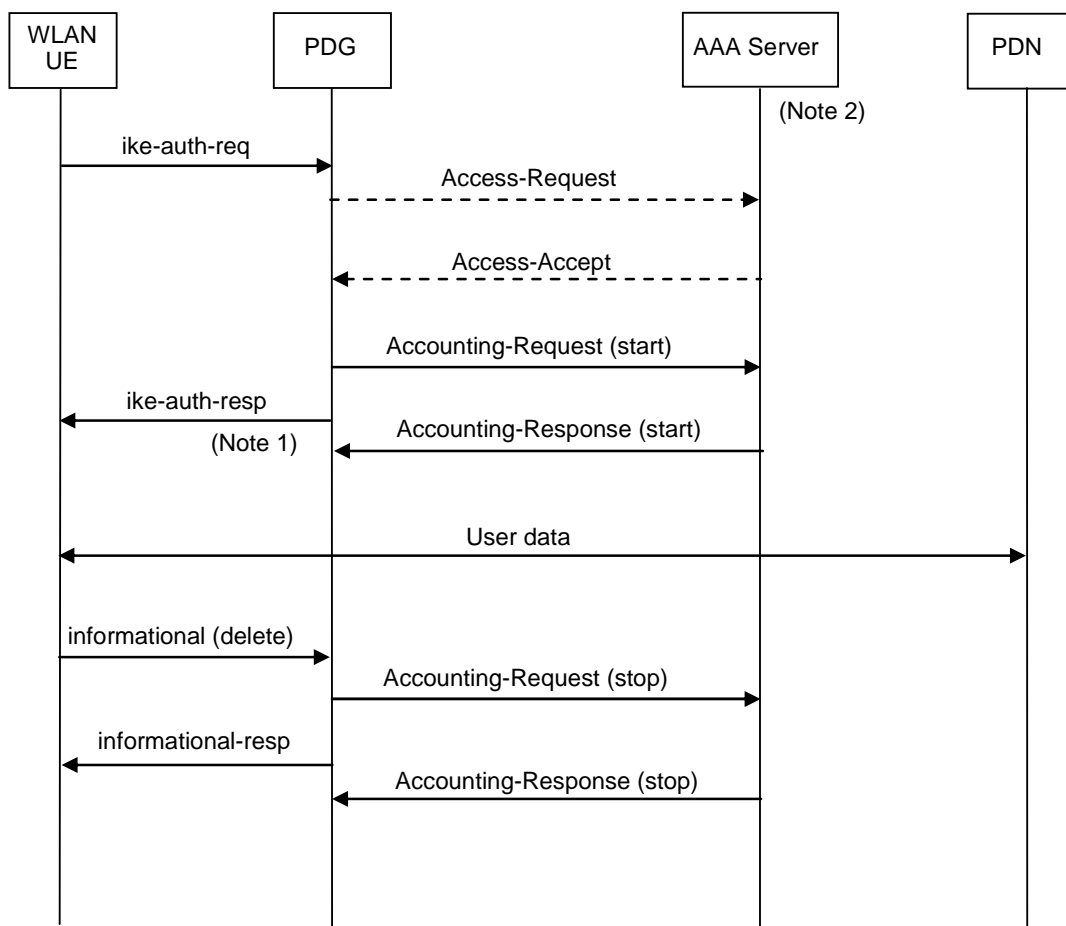 WLAN
UE
PDG
AAA Server
PDN
(Note 2)
ike-auth-req
Access-Request
Access-Accept
Accounting-Request (start)
ike-auth-resp
(Note 1)
Accounting-Response (start)
User data
informational (delete)
Accounting-Request (stop)
informational-resp
Accounting-Response (stop)